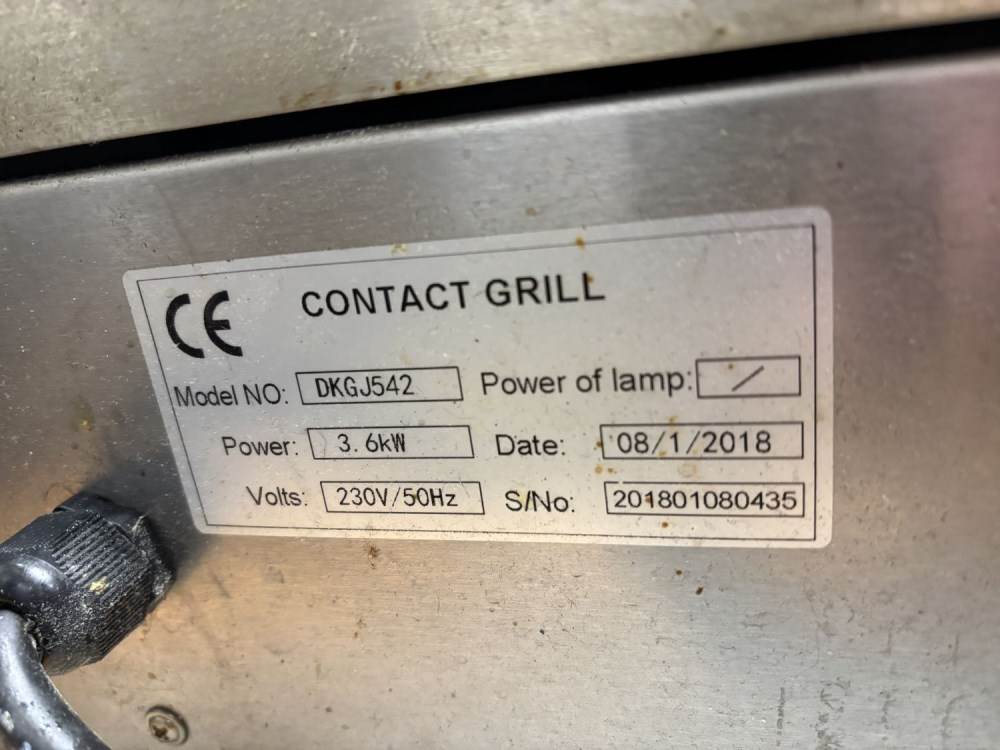 CE CONTACT GRILL
Model NO: DKGJ542 Power of lamp: /
Power: 3.6kW Date: 08/1/2018
Volts: 230V/50Hz S/No: 201801080435